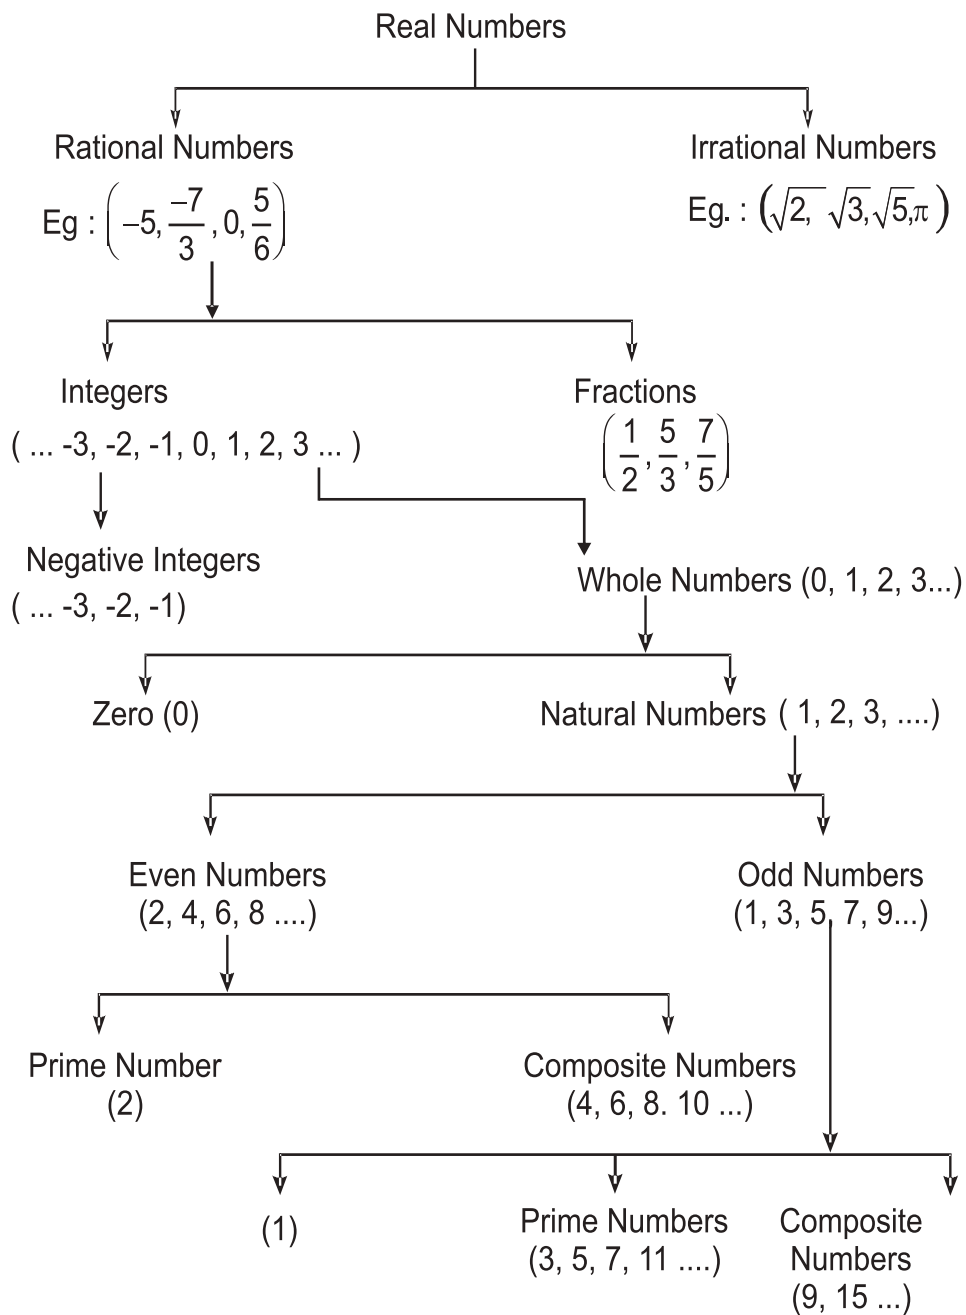 Real Numbers
Rational Numbers
Irrational Numbers
Eg : (–5, –7/3, 0, 5/6)
Eg. : (√2, √3, √5, π)
Integers
Fractions
( ... -3, -2, -1, 0, 1, 2, 3 ... )
(1/2, 5/3, 7/5)
Negative Integers
( ... -3, -2, -1)
Whole Numbers (0, 1, 2, 3...)
Zero (0)
Natural Numbers ( 1, 2, 3, ....)
Even Numbers
(2, 4, 6, 8 ....)
Odd Numbers
(1, 3, 5, 7, 9...)
Prime Number
(2)
Composite Numbers
(4, 6, 8. 10 ...)
(1)
Prime Numbers
(3, 5, 7, 11 ....)
Composite
Numbers
(9, 15 ...)